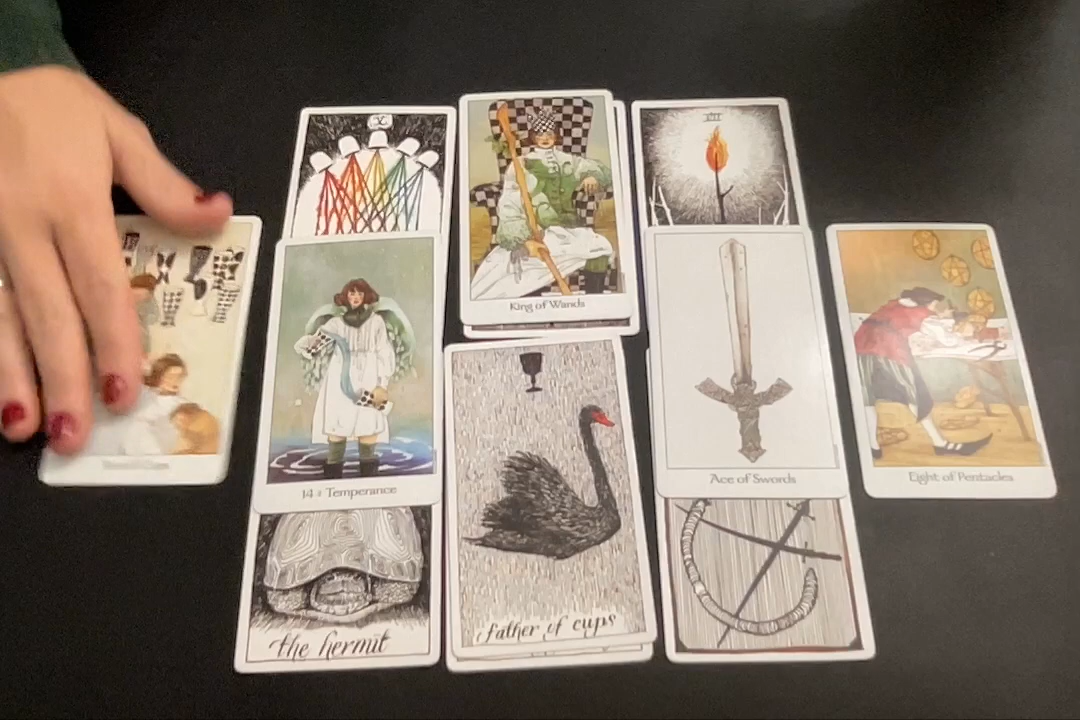 X
King of Wands
14 # Temperance
Ace of Swords
Eight of Pentacles
the hermit
father of cups